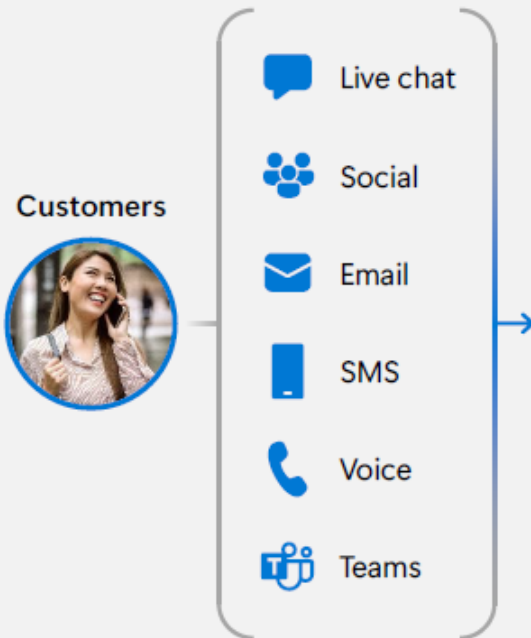 Live chat
Social
Customers
Email
SMS
Voice
T
Teams